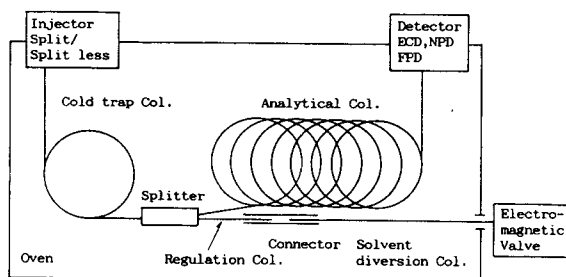 Injector
Split/
Split less
Detector
ECD,NPD
FPD
Cold trap Col.
Analytical Col.
Splitter
Electro-
magnetic
Valve
Connector
Solvent
diversion Col.
Regulation Col.
Oven